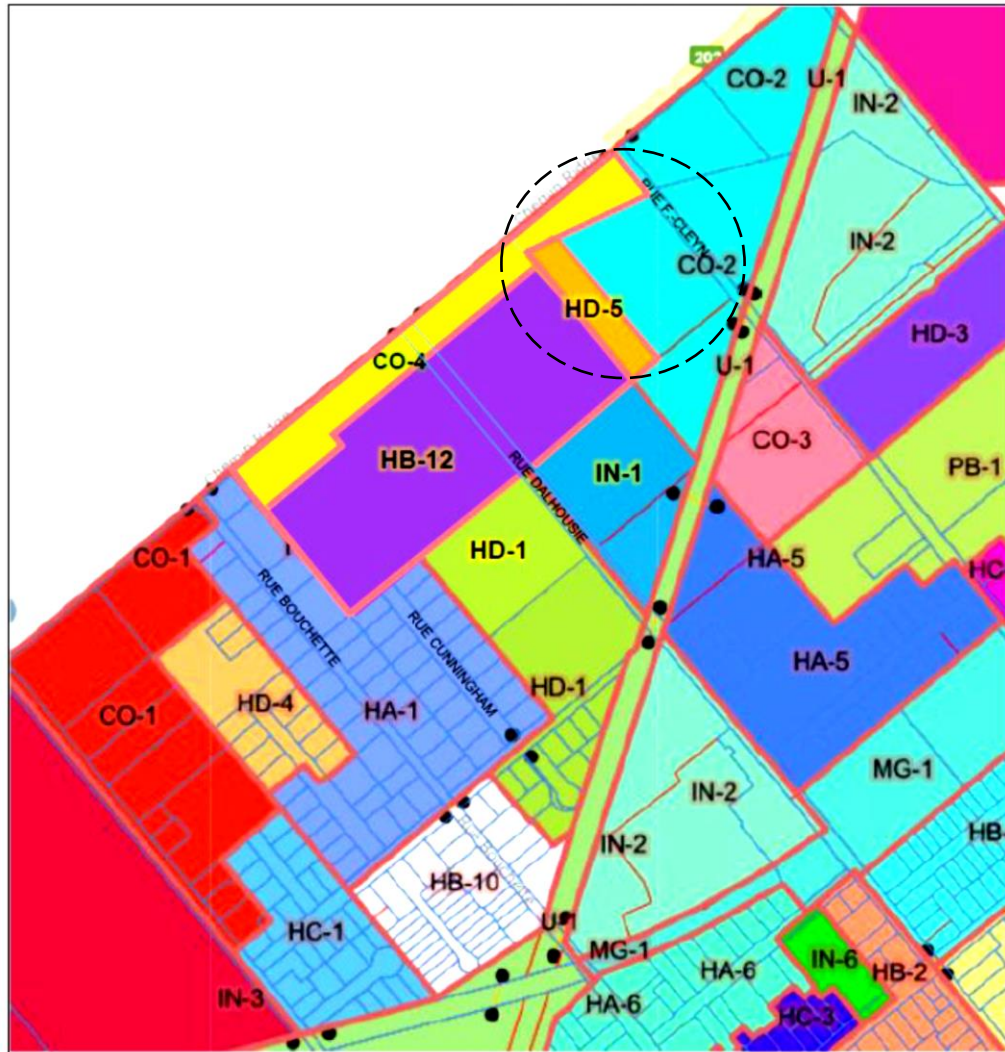 202
CO-2
U-1
IN-2
RUE F.-CLEYN
IN-2
CO-2
HD-5
HD-3
CO-4
U-1
CO-3
HB-12
IN-1
PB-1
RUE DALHOUSIE
HD-1
CO-1
HA-5
HC
RUE BOUCHETTE
RUE CUNNINGHAM
HA-5
HD-1
HD-4
HA-1
CO-1
MG-1
IN-2
IN-2
HB-
HB-10
U-1
HC-1
MG-1
IN-6
HA-6
HB-2
IN-3
HA-6
HC-3